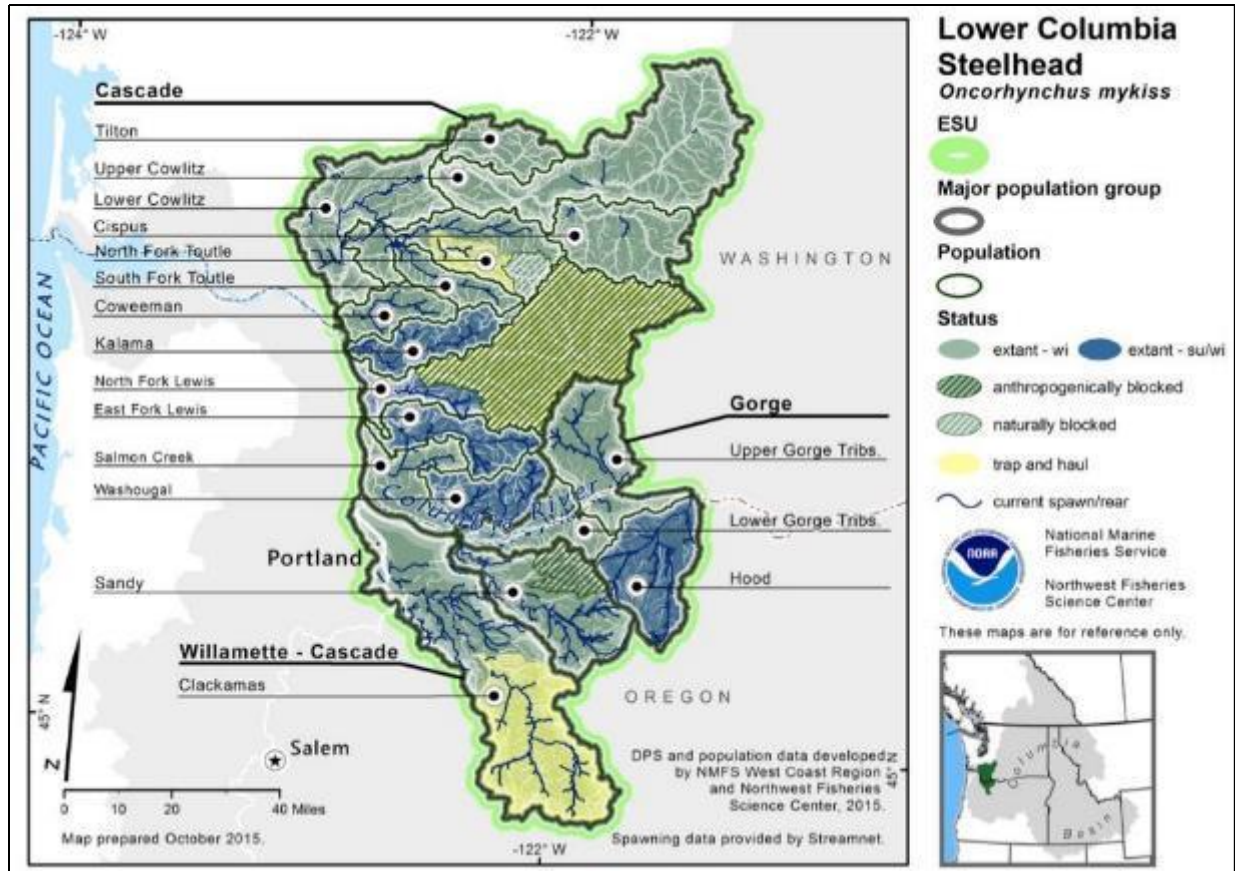 -124° W
-122° W
Cascade
Tilton
Upper Cowlitz
Lower Cowlitz
Cispus
North Fork Toutle
South Fork Toutle
Coweeman
Kalama
North Fork Lewis
East Fork Lewis
Salmon Creek
Washougal
Portland
Sandy
Willamette - Cascade
Clackamas
Salem
PACIFIC OCEAN
WASHINGTON
Gorge
Upper Gorge Tribs.
Columbia River
Lower Gorge Tribs.
Hood
OREGON
45° N
45° N
Z
0 10 20 40 Miles
Map prepared October 2015.
-122° W
DPS and population data developed
by NMFS West Coast Region
and Northwest Fisheries
Science Center, 2015.
Spawning data provided by Streamnet.
Lower Columbia
Steelhead
Oncorhynchus mykiss
ESU
Major population group
Population
Status
extant - wi
extant - su/wi
anthropogenically blocked
naturally blocked
trap and haul
current spawn/rear
NOAA
National Marine
Fisheries Service
Northwest Fisheries
Science Center
These maps are for reference only.
Columbia
Basin